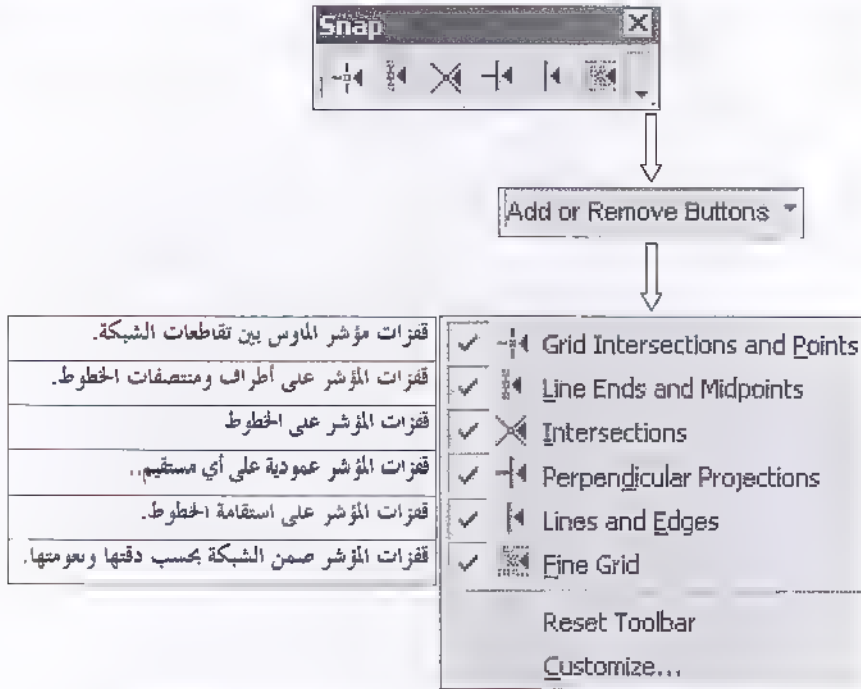 Snap
Add or Remove Buttons
قفزات مؤشر الماوس بين تقاطعات الشبكة.
Grid Intersections and Points
قفزات المؤشر على أطراف ومنتصفات الخطوط.
Line Ends and Midpoints
قفزات المؤشر على الخطوط
Intersections
قفزات المؤشر عمودية على أي مستقيم..
Perpendicular Projections
قفزات المؤشر على استقامة الخطوط.
Lines and Edges
قفزات المؤشر ضمن الشبكة بحسب دقتها ونعومتها.
Fine Grid
Reset Toolbar
Customize...